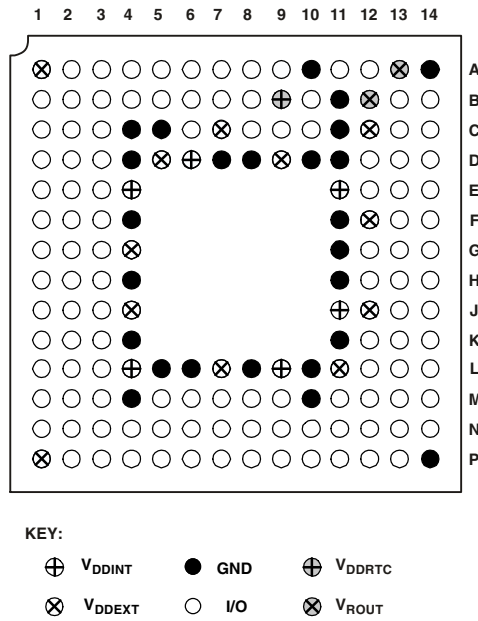 1 2 3 4 5 6 7 8 9 10 11 12 13 14
A
B
C
D
E
F
G
H
J
K
L
M
N
P
KEY:
VDDINT GND VDDRTC
VDDEXT I/O VROUT